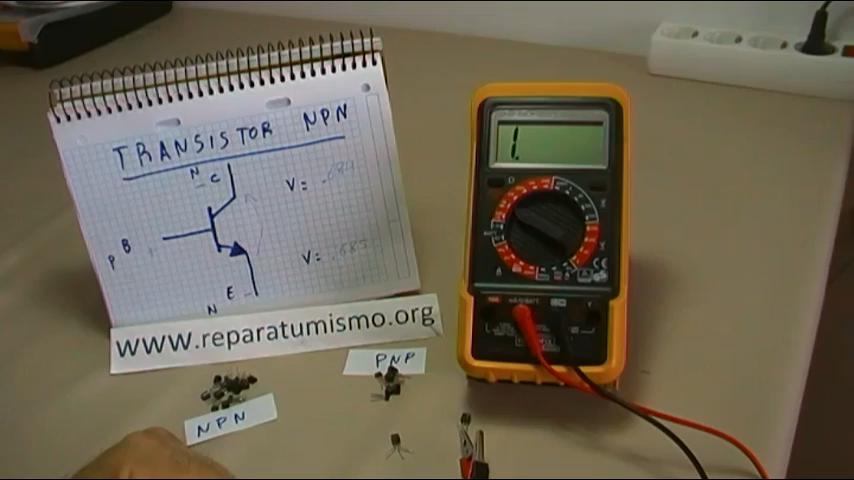 TRANSISTOR NPN
N C
V= .684
B
P
V= .685
E
N
www.reparatumismo.org
PNP
NPN
1.